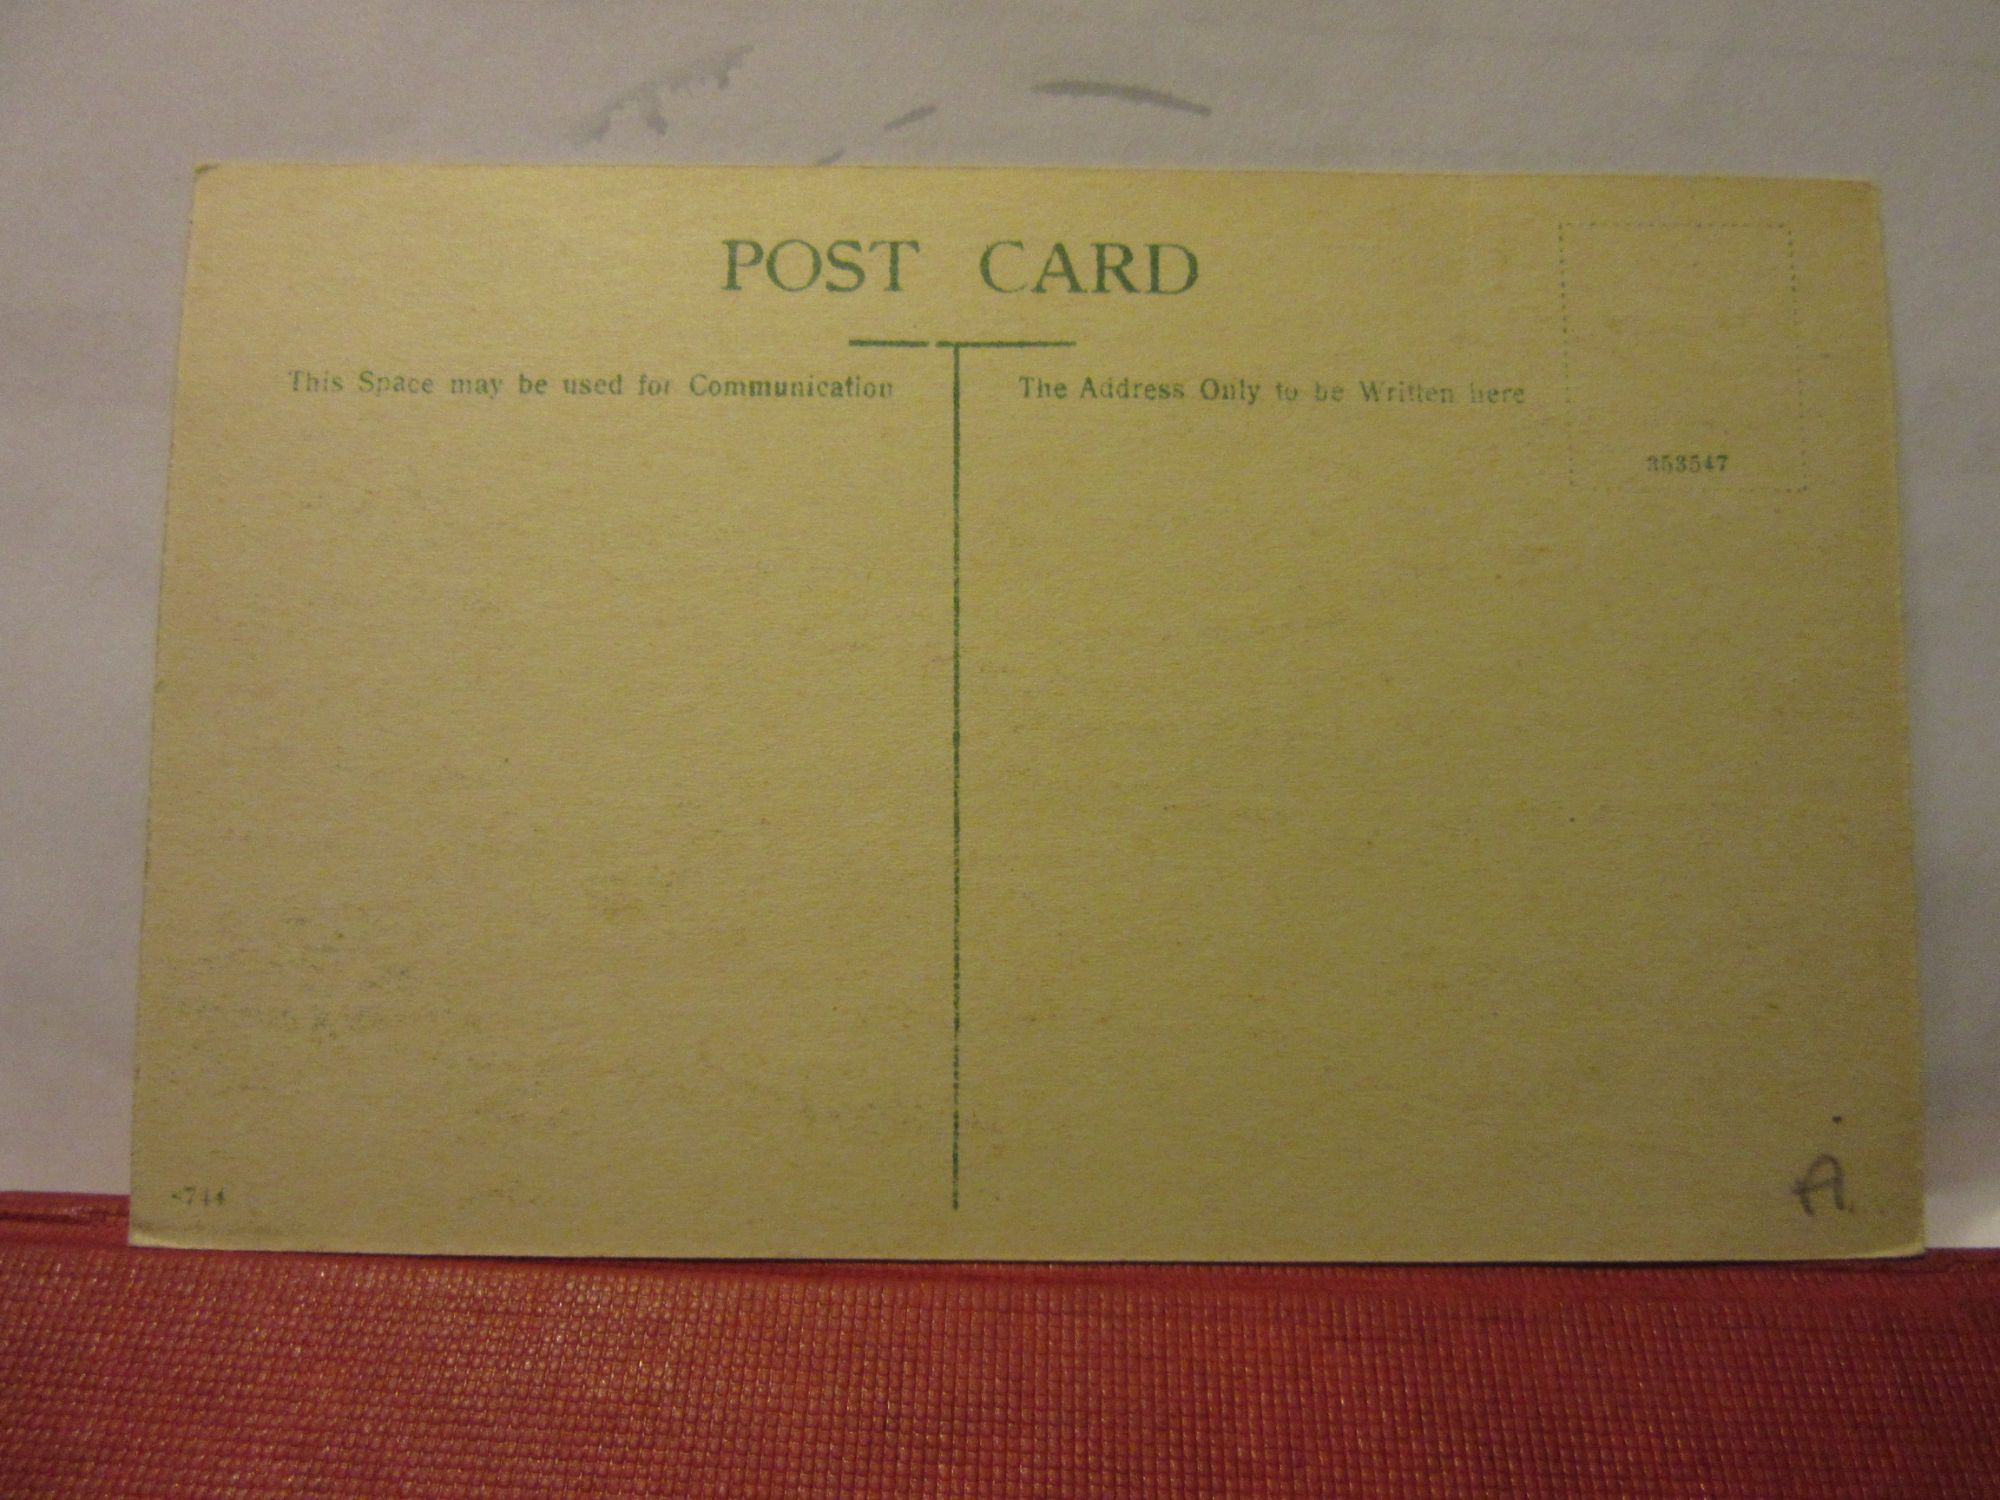 POST CARD
This Space may be used for Communication
The Address Only to be Written here
353547
A